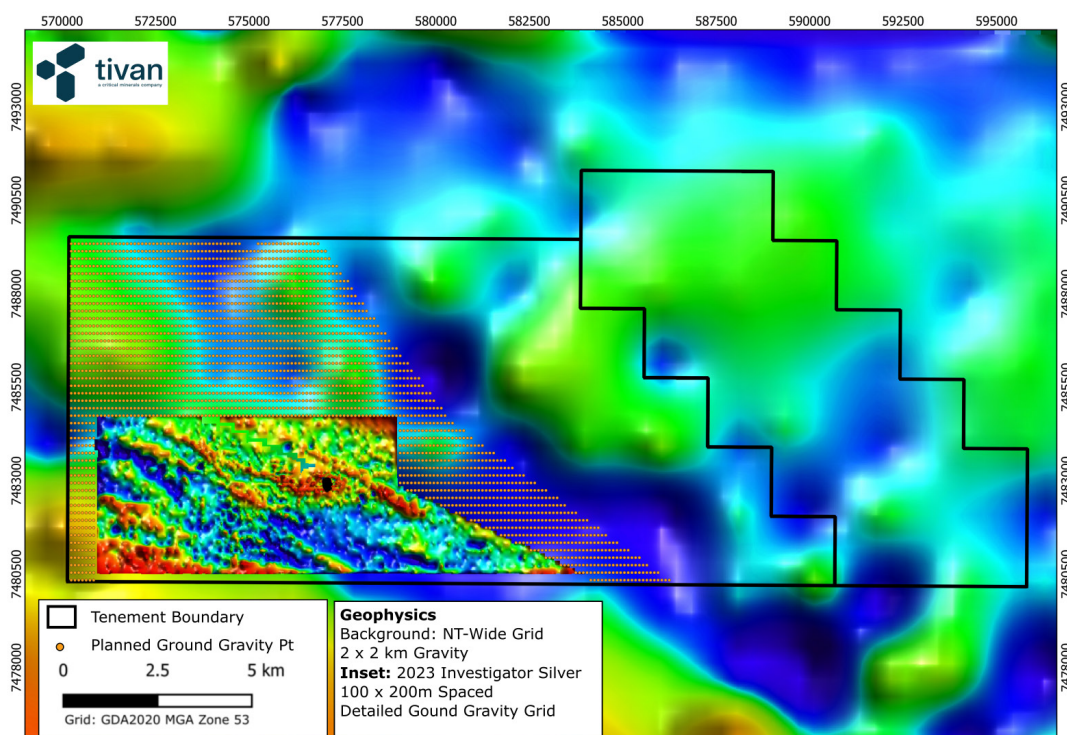 570000 572500 575000 577500 580000 582500 585000 587500 590000 592500 595000
tivan
a critical minerals company
7493000
7490500
7488000
7485500
7483000
7480500
7478000
7493000
7490500
7488000
7485500
7483000
7480500
7478000
Tenement Boundary
Planned Ground Gravity Pt
0 2.5 5 km
Grid: GDA2020 MGA Zone 53
Geophysics
Background: NT-Wide Grid
2 x 2 km Gravity
Inset: 2023 Investigator Silver
100 x 200m Spaced
Detailed Gound Gravity Grid